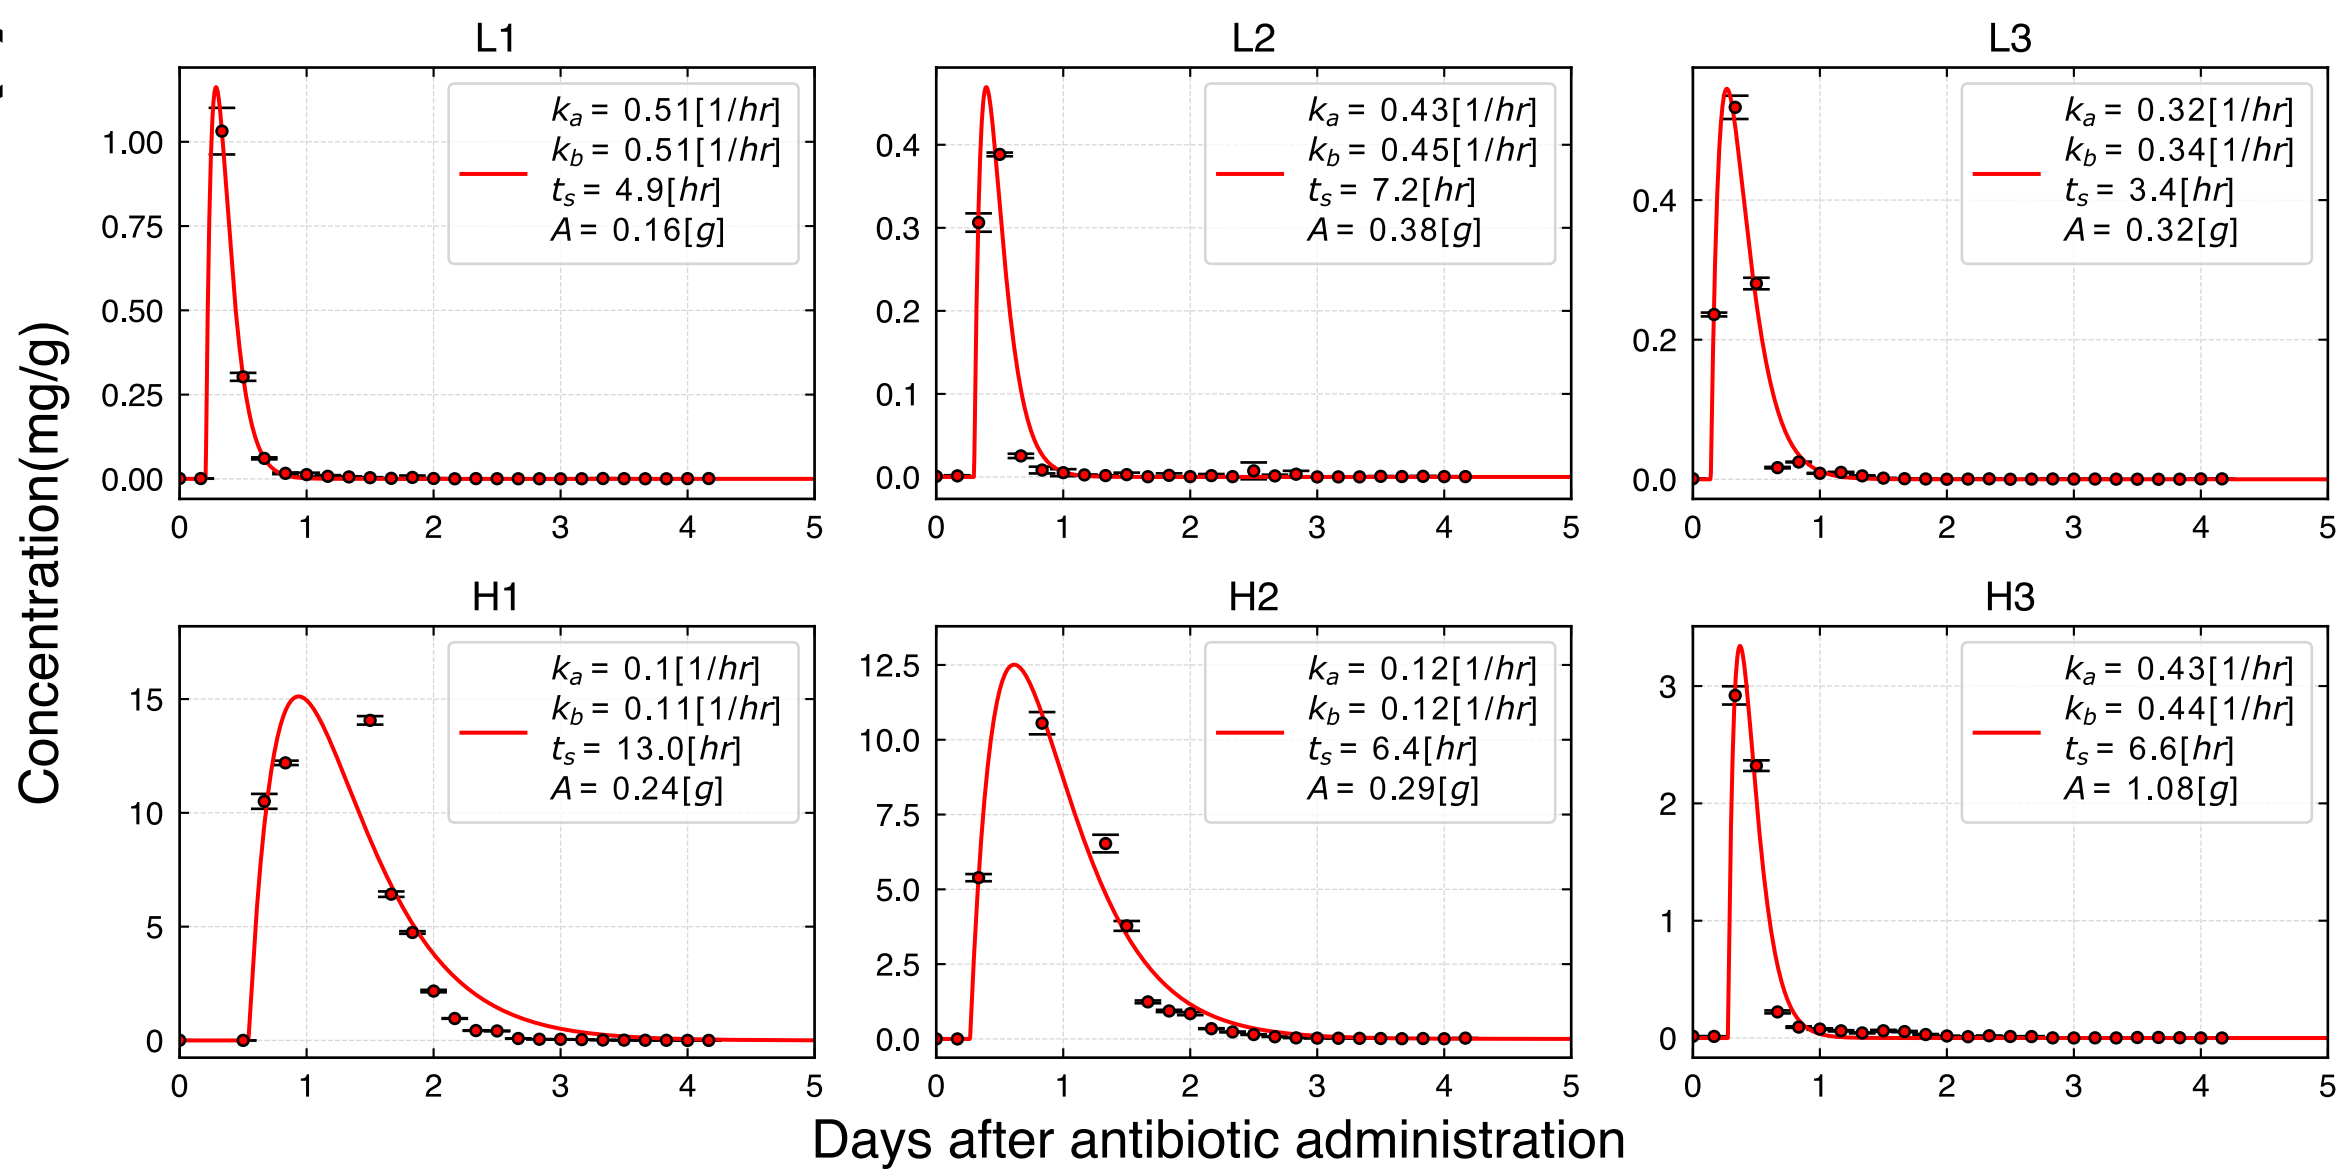 L1
L2
L3
k_a = 0.51[1/hr]
k_b = 0.51[1/hr]
t_s = 4.9[hr]
A = 0.16[g]
1.00
0.75
0.50
0.25
0.00
0 1 2 3 4 5
k_a = 0.43[1/hr]
k_b = 0.45[1/hr]
t_s = 7.2[hr]
A = 0.38[g]
0.4
0.3
0.2
0.1
0.0
0 1 2 3 4 5
k_a = 0.32[1/hr]
k_b = 0.34[1/hr]
t_s = 3.4[hr]
A = 0.32[g]
0.4
0.2
0.0
0 1 2 3 4 5
Concentration(mg/g)
H1
H2
H3
k_a = 0.1[1/hr]
k_b = 0.11[1/hr]
t_s = 13.0[hr]
A = 0.24[g]
15
10
5
0
0 1 2 3 4 5
k_a = 0.12[1/hr]
k_b = 0.12[1/hr]
t_s = 6.4[hr]
A = 0.29[g]
12.5
10.0
7.5
5.0
2.5
0.0
0 1 2 3 4 5
k_a = 0.43[1/hr]
k_b = 0.44[1/hr]
t_s = 6.6[hr]
A = 1.08[g]
3
2
1
0
0 1 2 3 4 5
Days after antibiotic administration